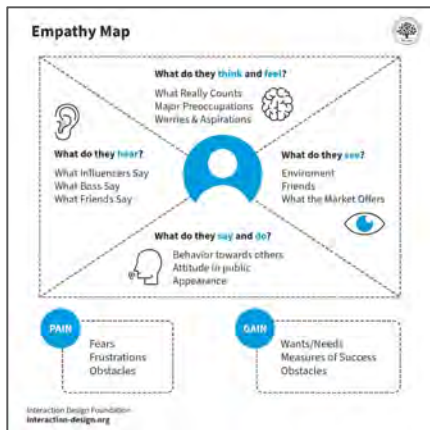 Empathy Map
What do they think and feel?
What Really Counts
Major Preoccupations
Worries & Aspirations
What do they hear?
What Influencers Say
What Boss Say
What Friends Say
What do they see?
Enviroment
Friends
What the Market Offers
What do they say and do?
Behavior towards others
Attitude in public
Appearance
PAIN
Fears
Frustrations
Obstacles
GAIN
Wants/Needs
Measures of Success
Obstacles
Interaction Design Foundation
interaction-design.org